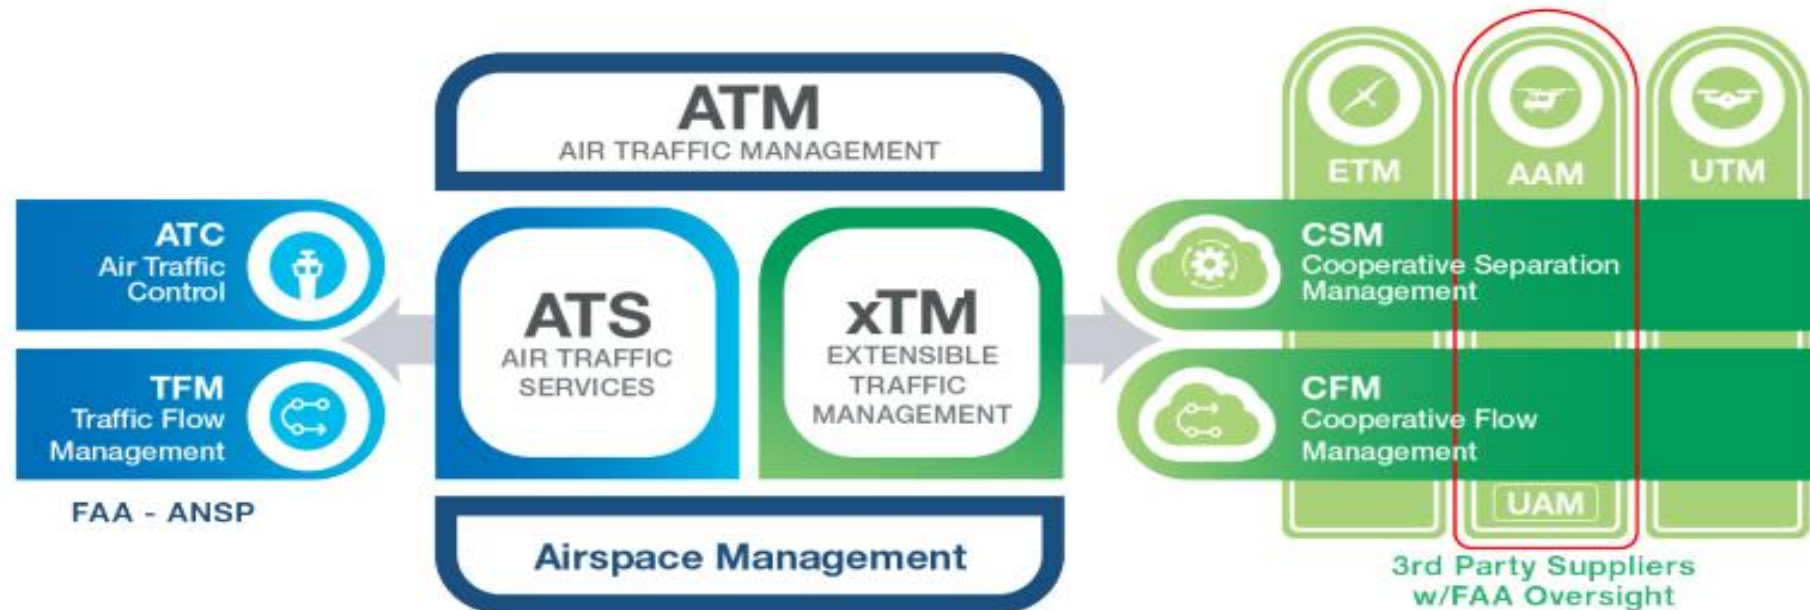 ATM
AIR TRAFFIC MANAGEMENT
ATC
Air Traffic
Control
TFM
Traffic Flow
Management
FAA - ANSP
ATS
AIR TRAFFIC
SERVICES
xTM
EXTENSIBLE
TRAFFIC
MANAGEMENT
Airspace Management
ETM
AAM
UTM
CSM
Cooperative Separation
Management
CFM
Cooperative Flow
Management
UAM
3rd Party Suppliers
w/FAA Oversight